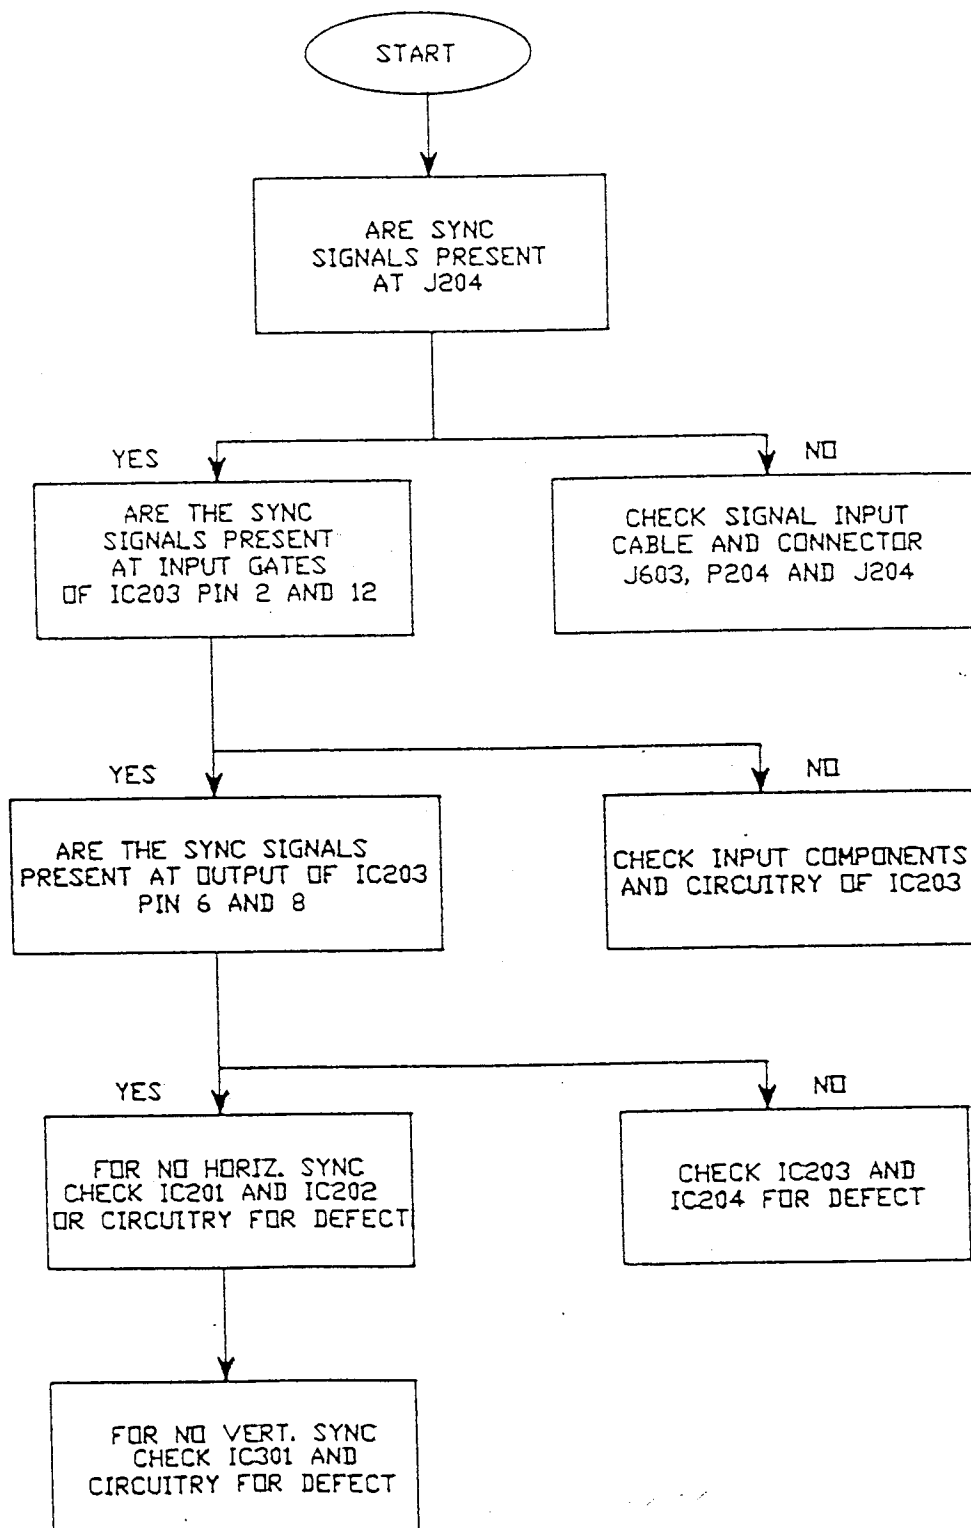 START
ARE SYNC
SIGNALS PRESENT
AT J204
YES
NO
ARE THE SYNC
SIGNALS PRESENT
AT INPUT GATES
OF IC203 PIN 2 AND 12
CHECK SIGNAL INPUT
CABLE AND CONNECTOR
J603, P204 AND J204
YES
NO
ARE THE SYNC SIGNALS
PRESENT AT OUTPUT OF IC203
PIN 6 AND 8
CHECK INPUT COMPONENTS
AND CIRCUITRY OF IC203
YES
NO
FOR NO HORIZ. SYNC
CHECK IC201 AND IC202
OR CIRCUITRY FOR DEFECT
CHECK IC203 AND
IC204 FOR DEFECT
FOR NO VERT. SYNC
CHECK IC301 AND
CIRCUITRY FOR DEFECT